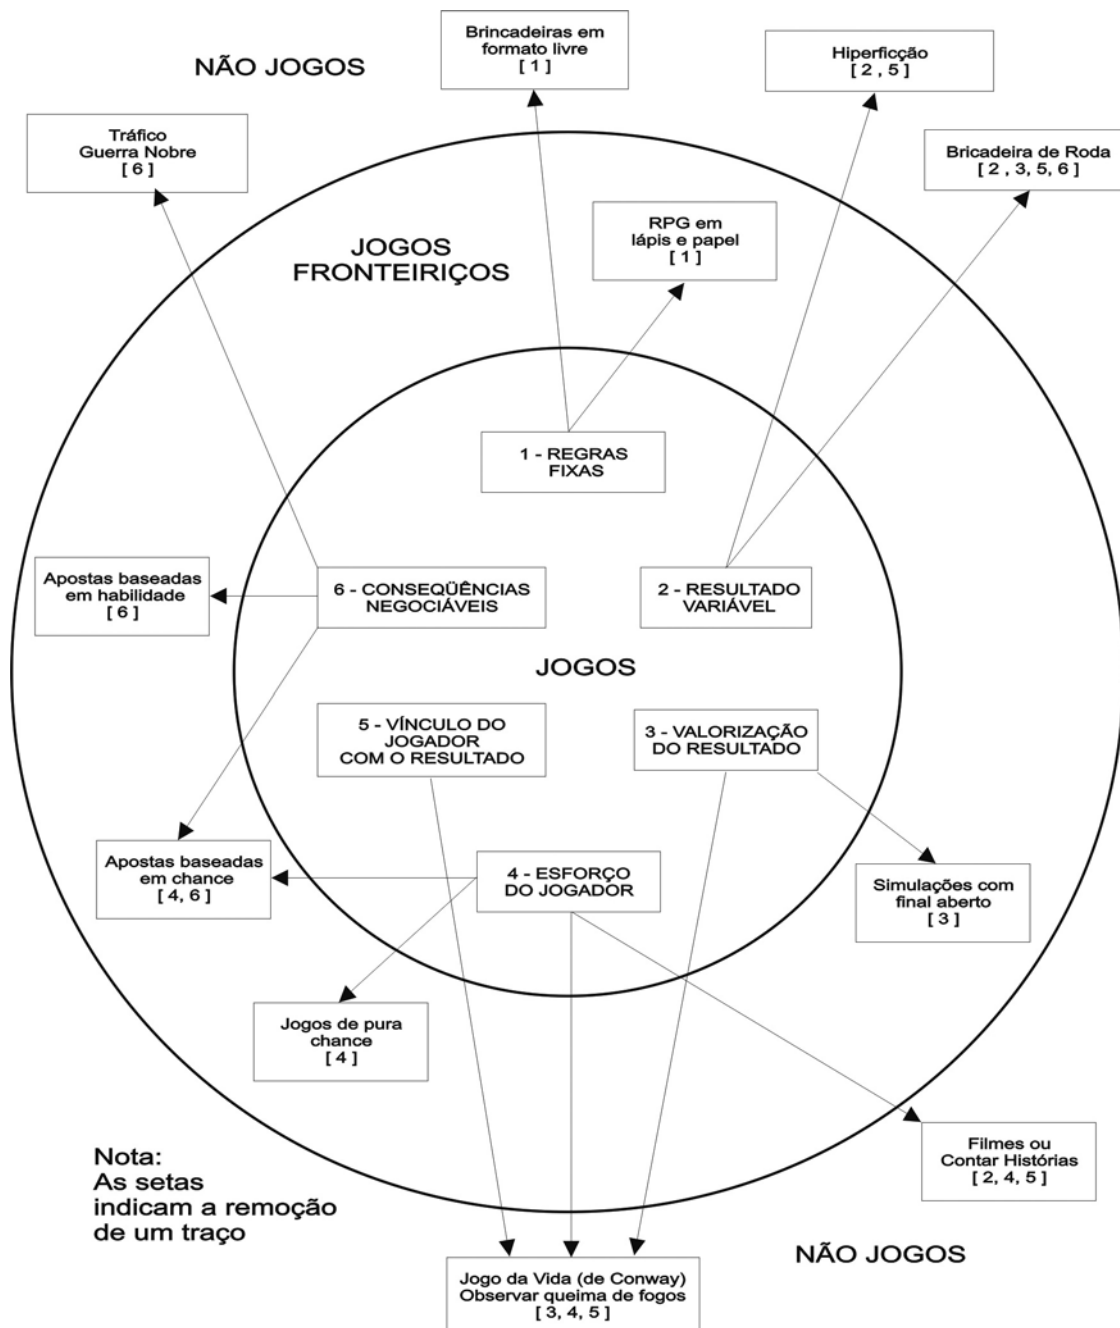 Brincadeiras em
formato livre
[ 1 ]
NÃO JOGOS
Hiperficção
[ 2 , 5 ]
Tráfico
Guerra Nobre
[ 6 ]
Bricadeira de Roda
[ 2 , 3, 5, 6 ]
RPG em
lápis e papel
[ 1 ]
JOGOS
FRONTEIRIÇOS
1 - REGRAS
FIXAS
Apostas baseadas
em habilidade
[ 6 ]
6 - CONSEQÜÊNCIAS
NEGOCIÁVEIS
2 - RESULTADO
VARIÁVEL
JOGOS
5 - VÍNCULO DO
JOGADOR
COM O RESULTADO
3 - VALORIZAÇÃO
DO RESULTADO
Apostas baseadas
em chance
[ 4, 6 ]
4 - ESFORÇO
DO JOGADOR
Simulações com
final aberto
[ 3 ]
Jogos de pura
chance
[ 4 ]
Filmes ou
Contar Histórias
[ 2, 4, 5 ]
Nota:
As setas
indicam a remoção
de um traço
NÃO JOGOS
Jogo da Vida (de Conway)
Observar queima de fogos
[ 3, 4, 5 ]